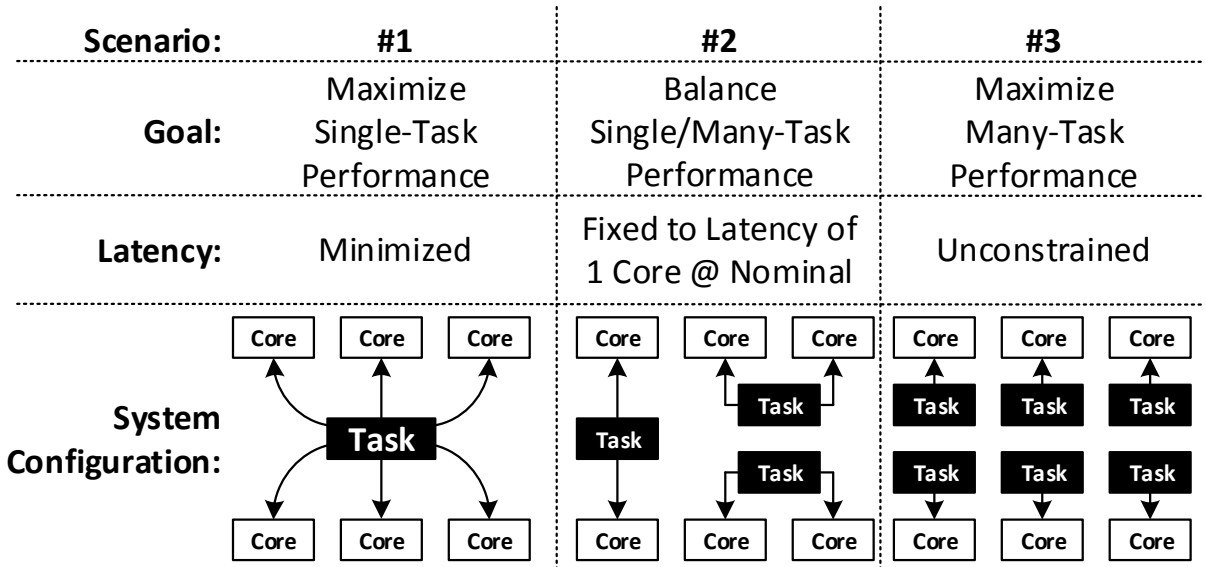 Scenario: #1 #2 #3
Goal:
Maximize
Single-Task
Performance
Balance
Single/Many-Task
Performance
Maximize
Many-Task
Performance
Latency:
Minimized
Fixed to Latency of
1 Core @ Nominal
Unconstrained
System
Configuration:
Core Core Core
Task
Core Core Core
Core Core Core
Task
Task
Task
Core Core Core
Core Core Core
Task Task Task
Task Task Task
Core Core Core